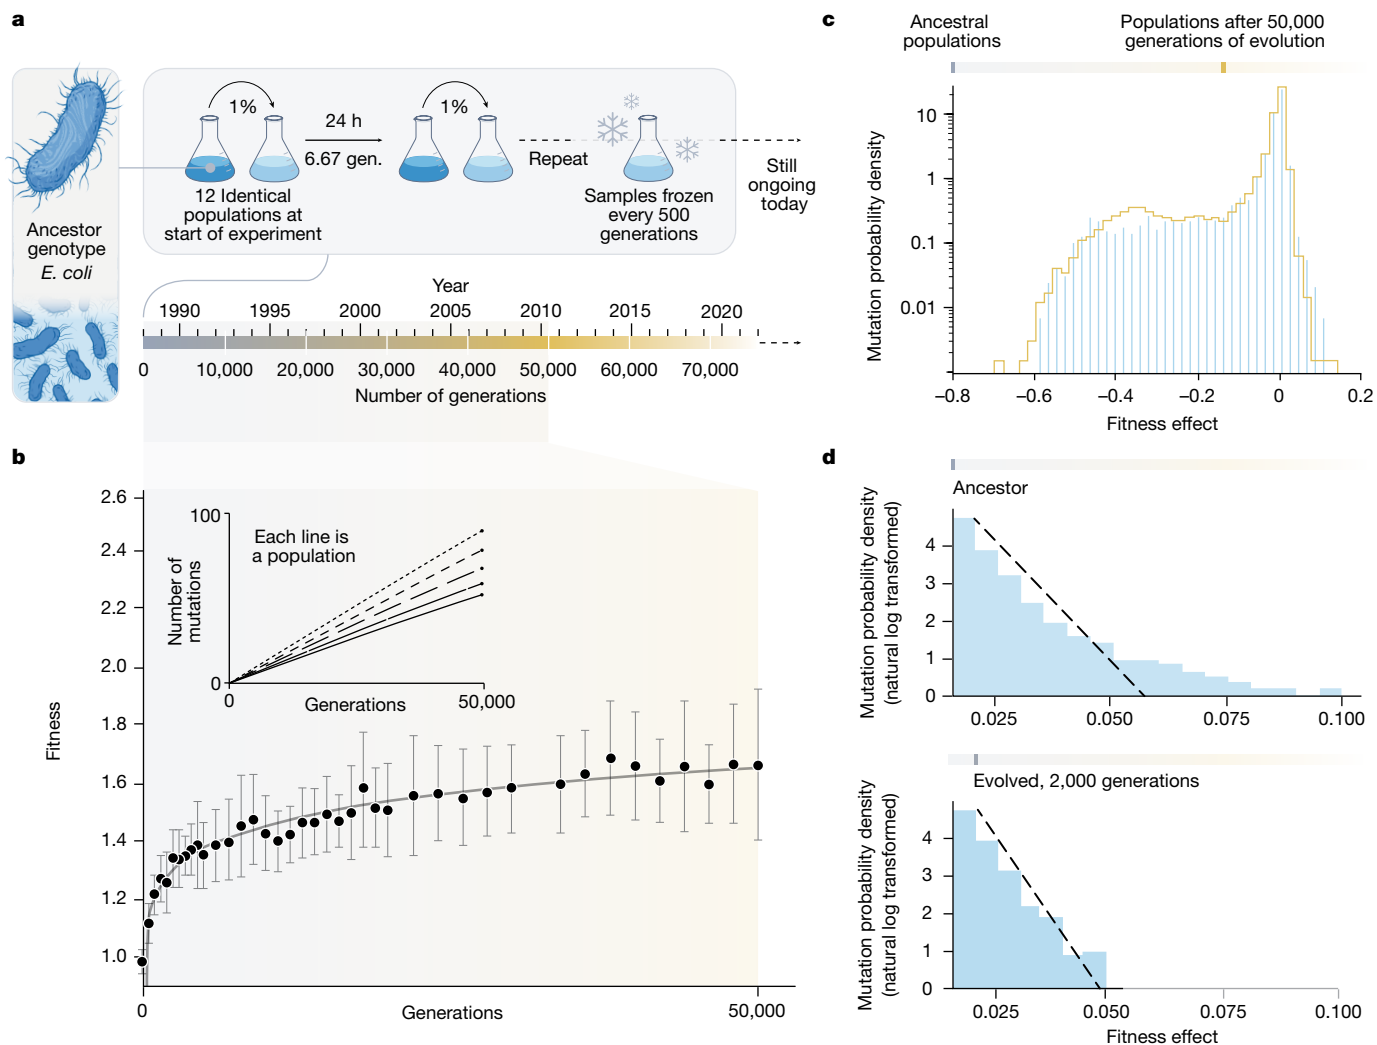 a
1%
24 h
6.67 gen.
1%
Repeat
Still
ongoing
today
12 Identical
populations at
start of experiment
Samples frozen
every 500
generations
Ancestor
genotype
E. coli
Year
1990 1995 2000 2005 2010 2015 2020
0 10,000 20,000 30,000 40,000 50,000 60,000 70,000
Number of generations
b
Fitness
2.6
2.4
2.2
2.0
1.8
1.6
1.4
1.2
1.0
0 50,000
Generations
Number of
mutations
100
0
Each line is
a population
0 50,000
Generations
c
Ancestral
populations
Populations after 50,000
generations of evolution
Mutation probability density
10
1
0.1
0.01
–0.8 –0.6 –0.4 –0.2 0 0.2
Fitness effect
d
Ancestor
Mutation probability density
(natural log transformed)
4
3
2
1
0
0.025 0.050 0.075 0.100
Evolved, 2,000 generations
Mutation probability density
(natural log transformed)
4
3
2
1
0
0.025 0.050 0.075 0.100
Fitness effect